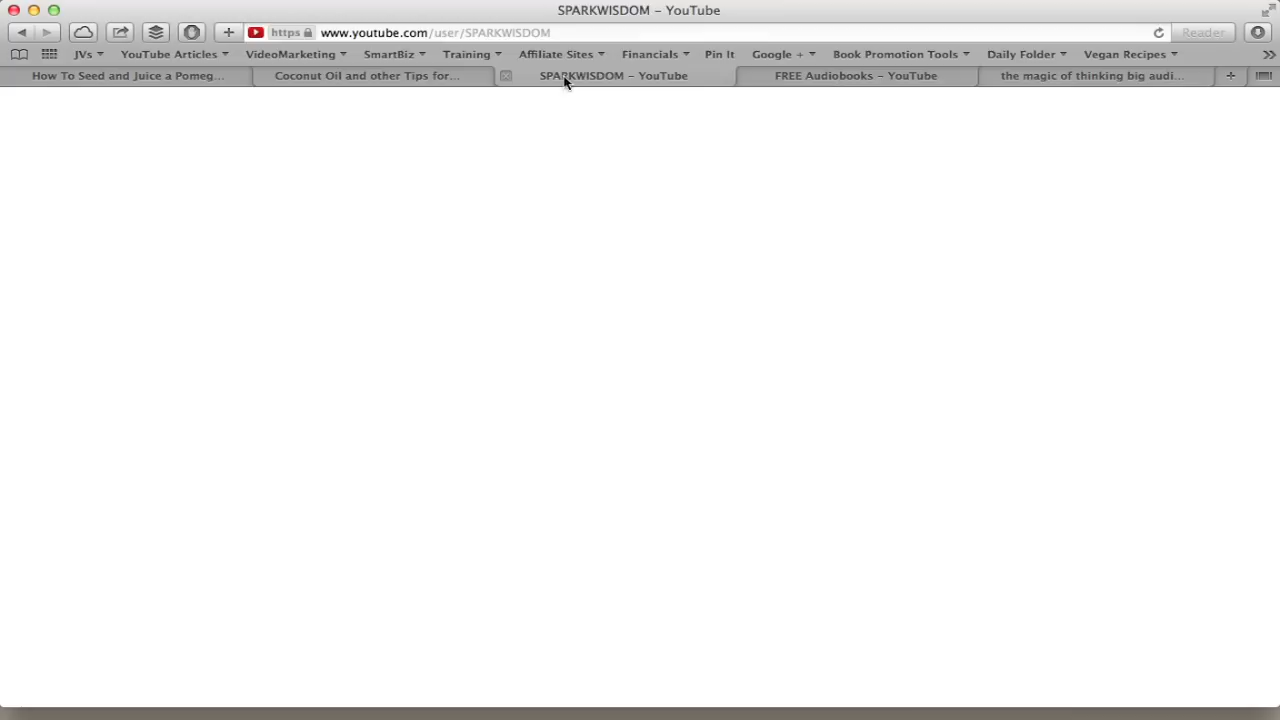 SPARKWISDOM – YouTube
https www.youtube.com/user/SPARKWISDOM Reader
JVs YouTube Articles VideoMarketing SmartBiz Training Affiliate Sites Financials Pin It Google + Book Promotion Tools Daily Folder Vegan Recipes
How To Seed and Juice a Pomeg... Coconut Oil and other Tips for... SPARKWISDOM – YouTube FREE Audiobooks – YouTube the magic of thinking big audi...